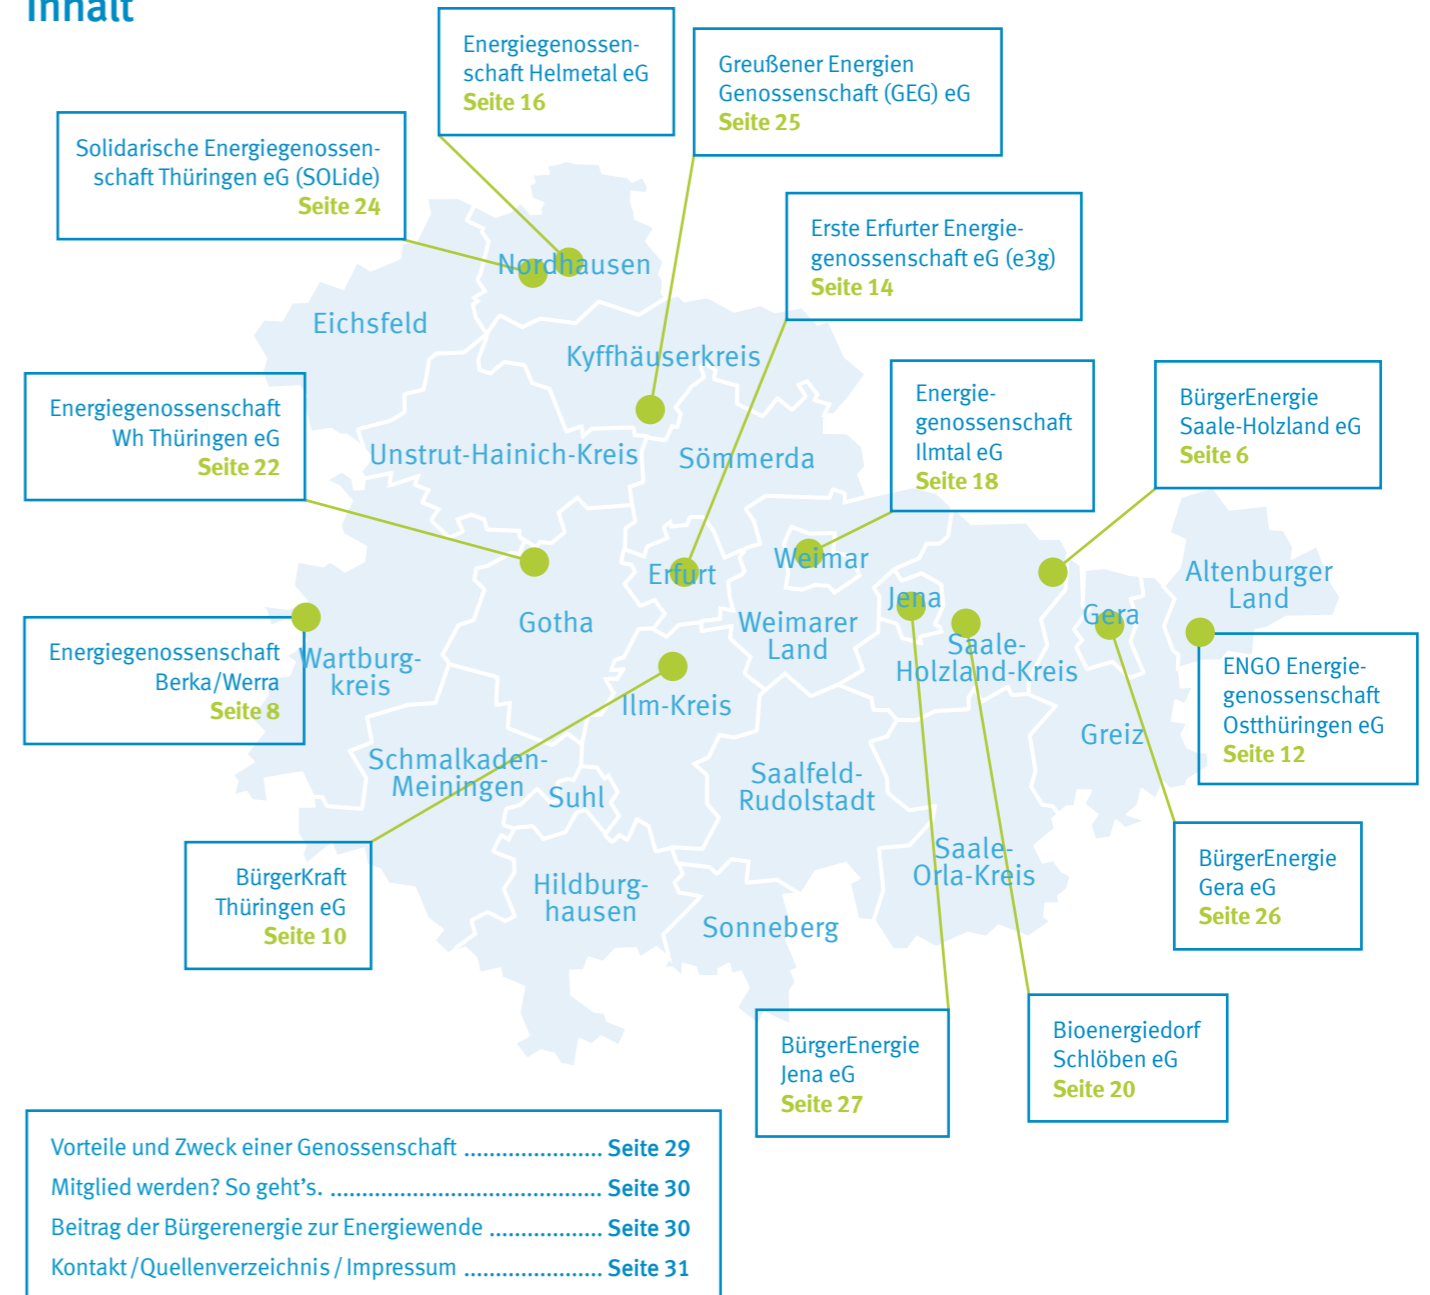 Inhalt
Energiegenossen-
schaft Helmetal eG
Seite 16
Greußener Energien
Genossenschaft (GEG) eG
Seite 25
Solidarische Energiegenossen-
schaft Thüringen eG (SOLide)
Seite 24
Erste Erfurter Energie-
genossenschaft eG (e3g)
Seite 14
Nordhausen
Eichsfeld
Kyffhäuserkreis
Energiegenossenschaft
Wh Thüringen eG
Seite 22
Energie-
genossenschaft
Ilmtal eG
Seite 18
BürgerEnergie
Saale-Holzland eG
Seite 6
Unstrut-Hainich-Kreis
Sömmerda
Erfurt
Weimar
Altenburger
Land
Jena
Gera
Gotha
Weimarer
Land
Saale-
Holzland-Kreis
Energiegenossenschaft
Berka/Werra
Seite 8
Wartburg-
kreis
ENGO Energie-
genossenschaft
Ostthüringen eG
Seite 12
Ilm-Kreis
Greiz
Schmalkaden-
Meiningen
Suhl
Saalfeld-
Rudolstadt
Saale-
Orla-Kreis
BürgerKraft
Thüringen eG
Seite 10
Hildburg-
hausen
Sonneberg
BürgerEnergie
Gera eG
Seite 26
BürgerEnergie
Jena eG
Seite 27
Bioenergiedorf
Schlöben eG
Seite 20
Vorteile und Zweck einer Genossenschaft ...................... Seite 29
Mitglied werden? So geht's. ........................................... Seite 30
Beitrag der Bürgerenergie zur Energiewende .................. Seite 30
Kontakt / Quellenverzeichnis / Impressum ...................... Seite 31